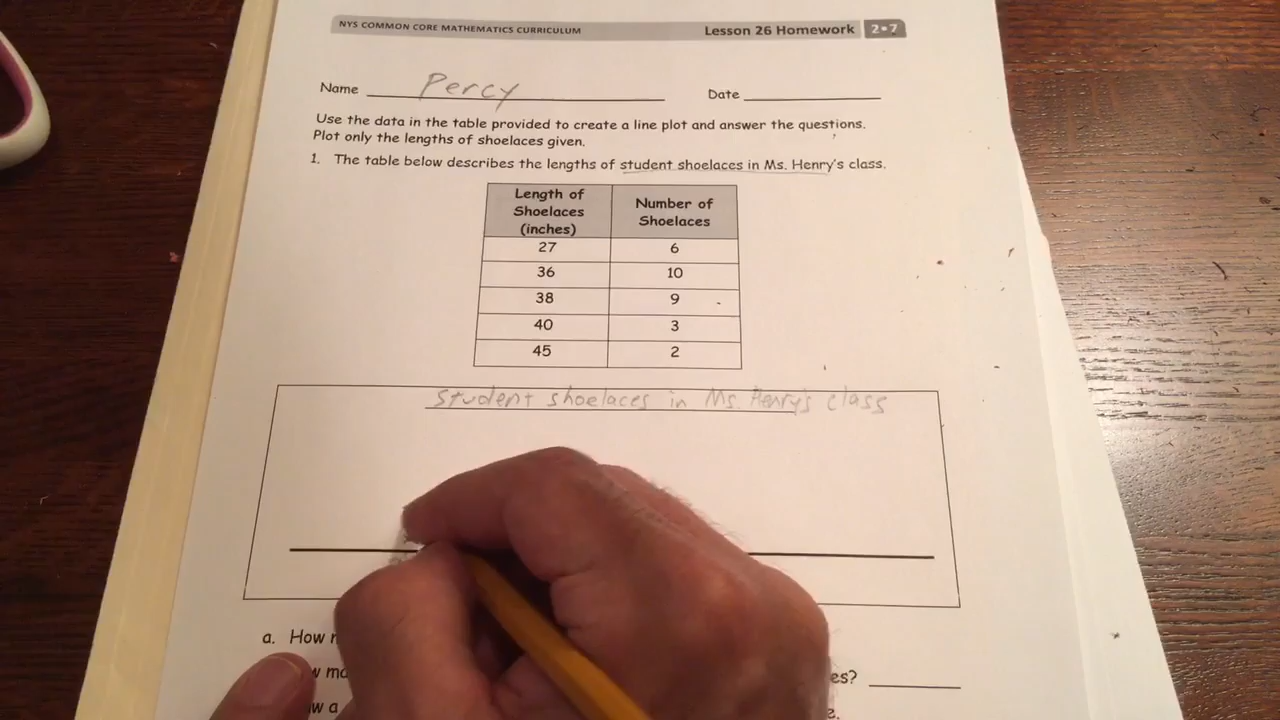 NYS COMMON CORE MATHEMATICS CURRICULUM Lesson 26 Homework 2•7
Name Percy Date
Use the data in the table provided to create a line plot and answer the questions.
Plot only the lengths of shoelaces given.
1. The table below describes the lengths of student shoelaces in Ms. Henry's class.
Length of Shoelaces (inches) Number of Shoelaces
27 6
36 10
38 9
40 3
45 2
Student shoelaces in Ms. Henry's class
a. How